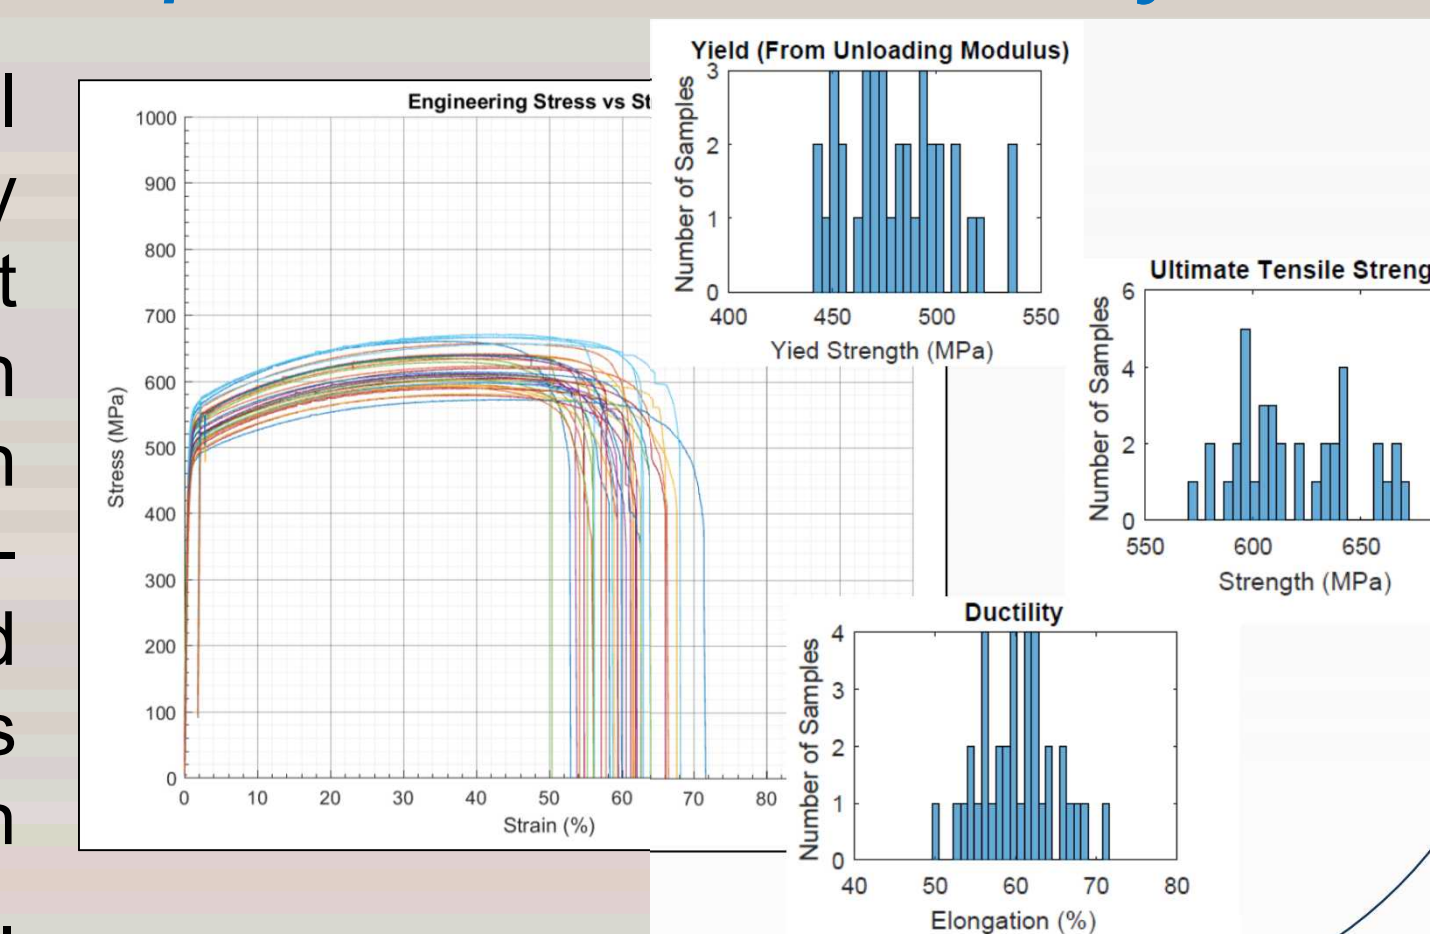 l
y
t
n
n
-
d
s
n
Engineering Stress vs St
1000
900
800
700
600
500
400
300
200
100
0
Stress (MPa)
0 10 20 30 40 50 60 70 80
Strain (%)
Yield (From Unloading Modulus)
3
2
1
0
Number of Samples
400 450 500 550
Yied Strength (MPa)
Ultimate Tensile Streng
6
4
2
0
Number of Samples
550 600 650
Strength (MPa)
Ductility
4
3
2
1
0
Number of Samples
40 50 60 70 80
Elongation (%)